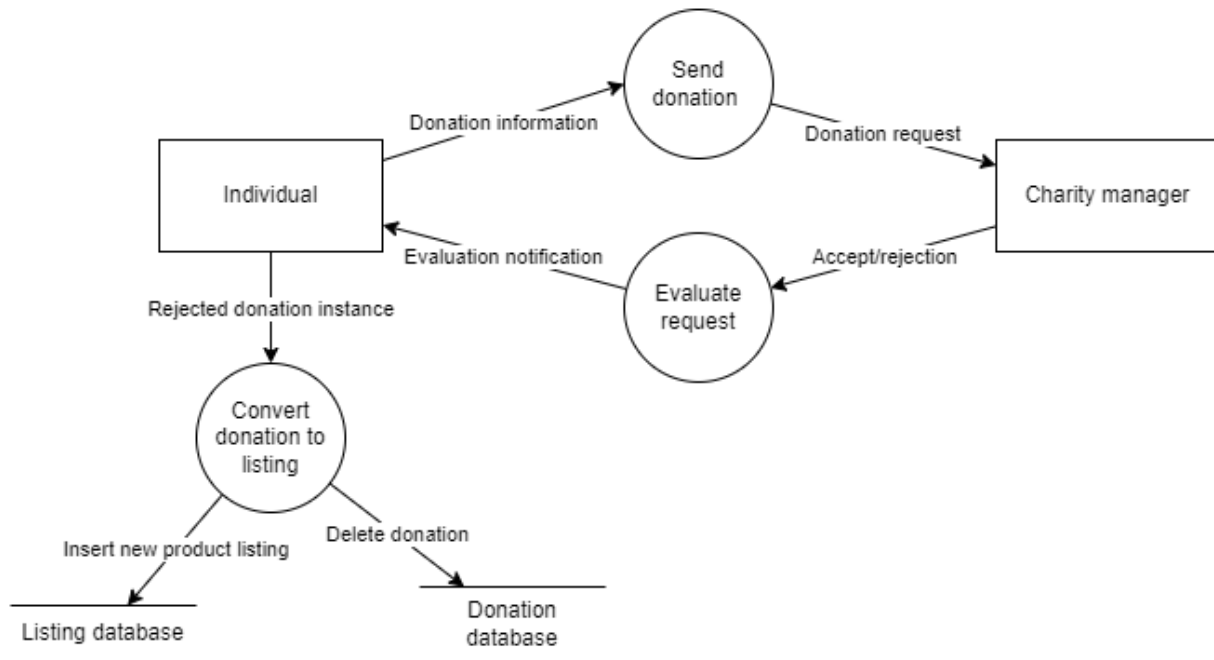 Send
donation
Donation information
Donation request
Individual
Charity manager
Evaluation notification
Accept/rejection
Evaluate
request
Rejected donation instance
Convert
donation to
listing
Delete donation
Insert new product listing
Donation
database
Listing database